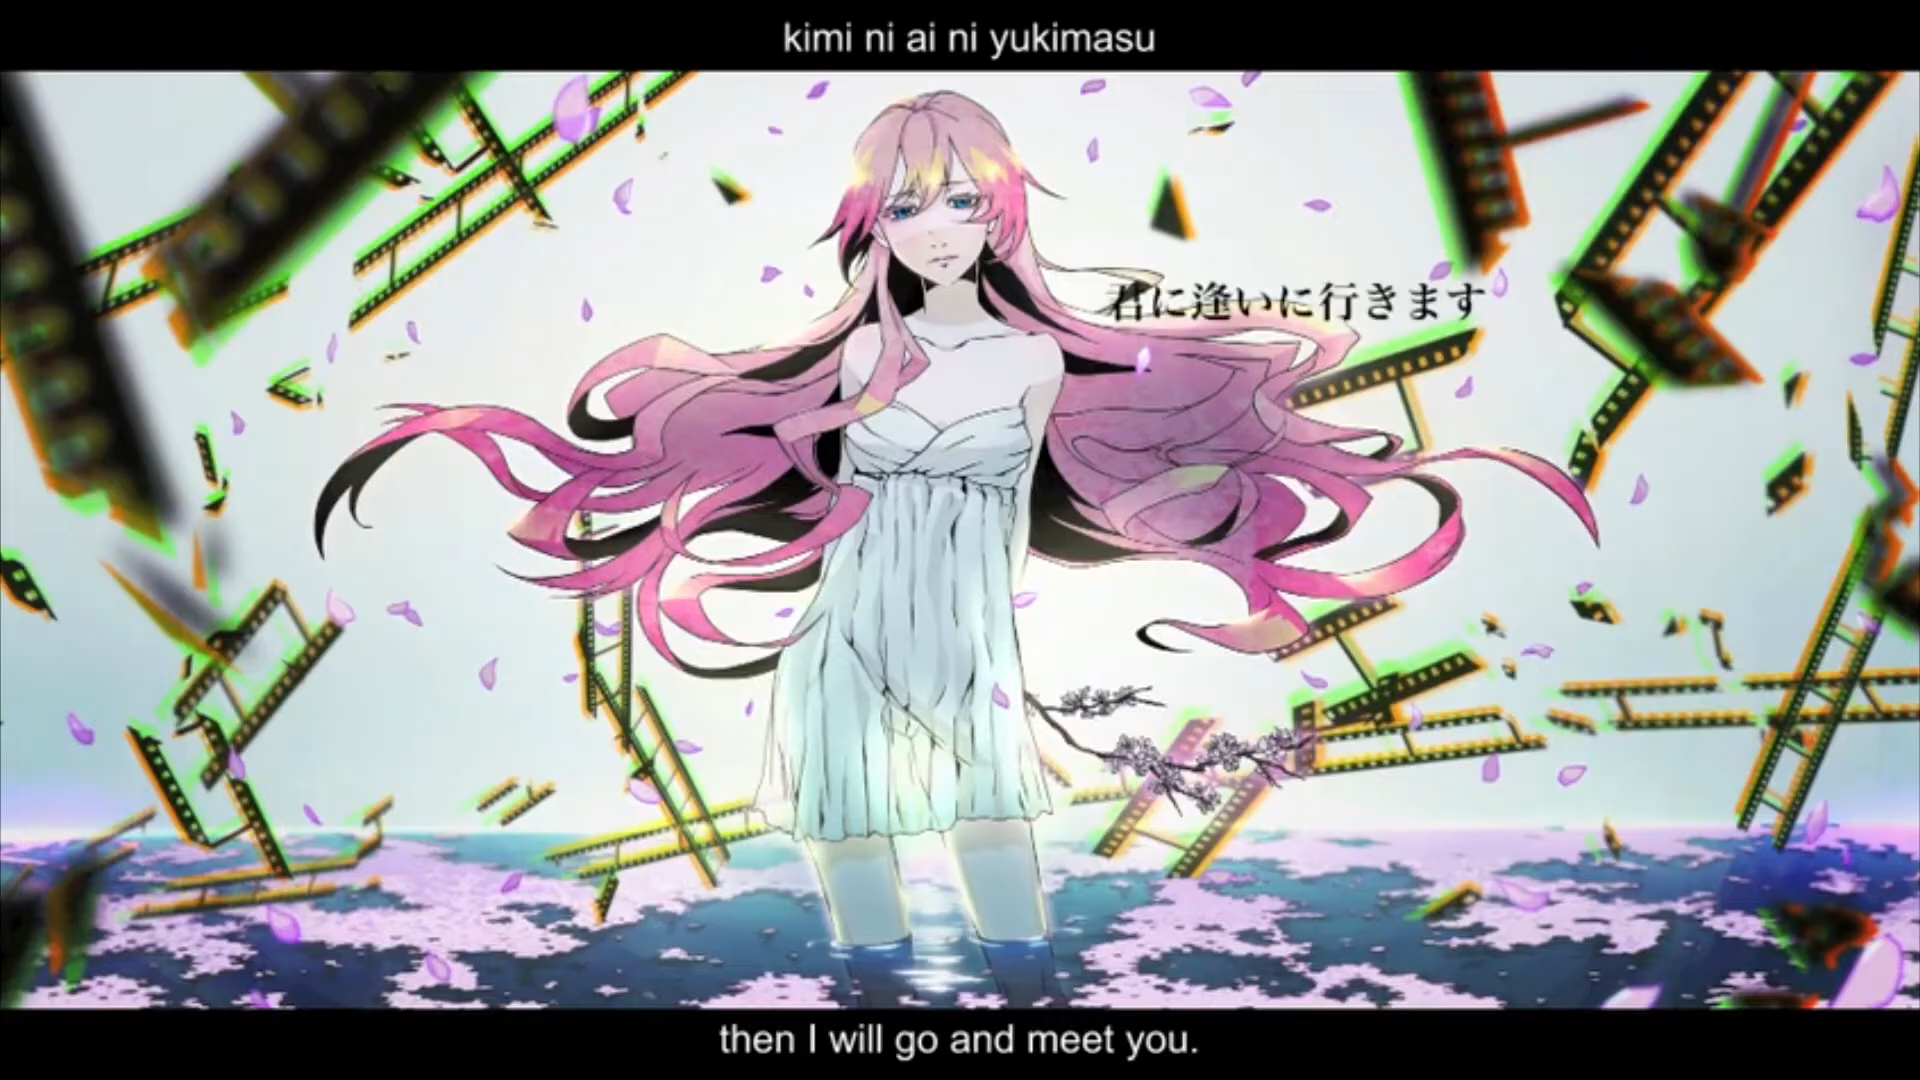 kimi ni ai ni yukimasu
君に逢いに行きます
then I will go and meet you.